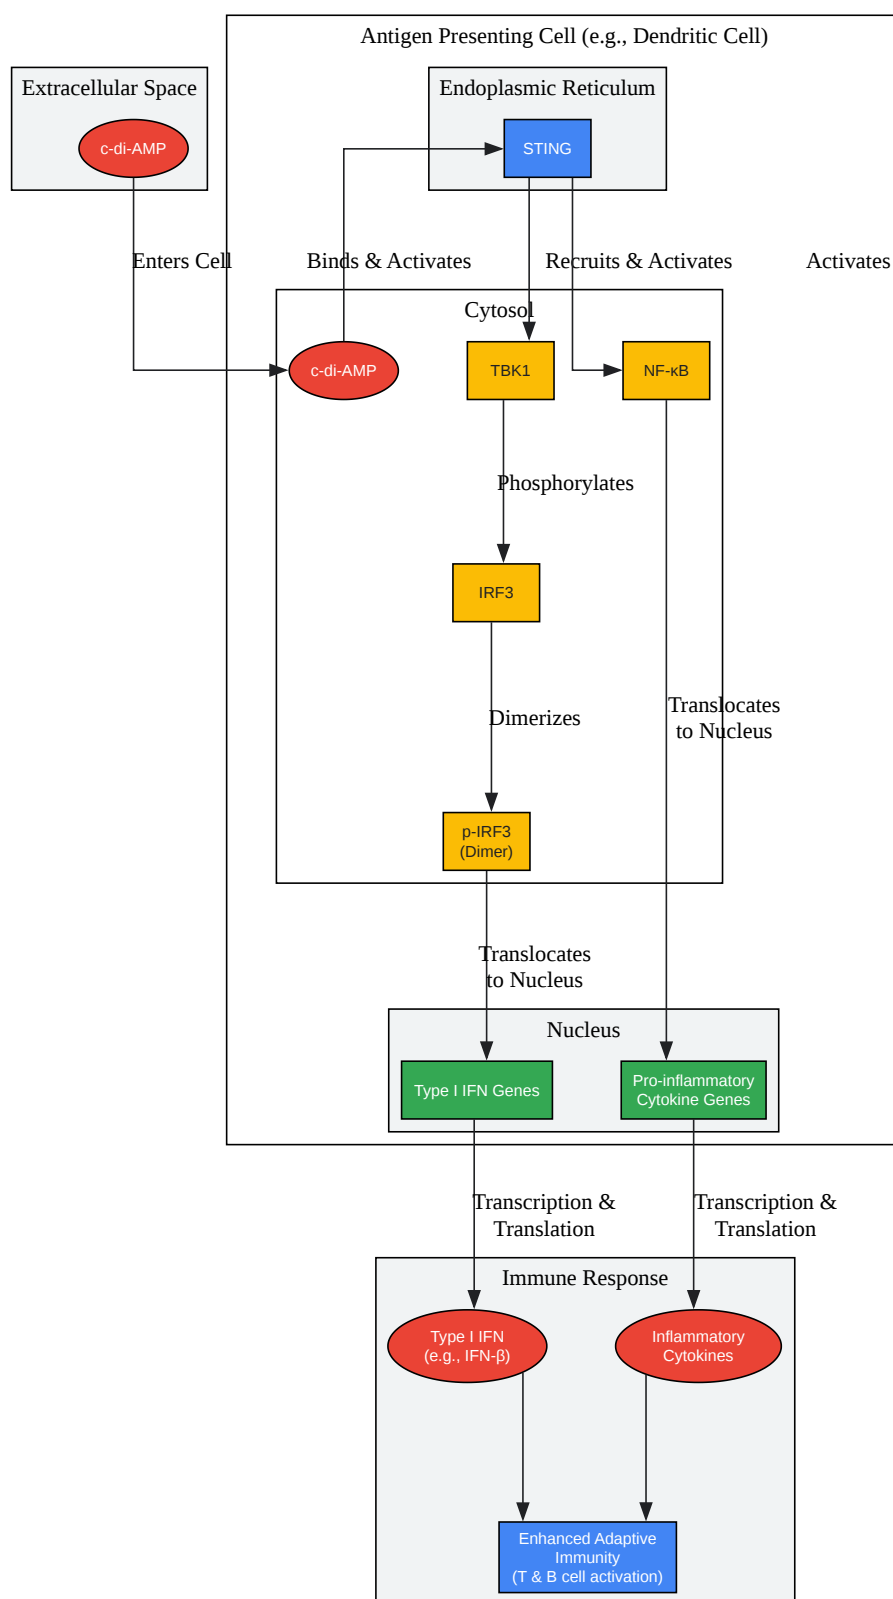 Antigen Presenting Cell (e.g., Dendritic Cell)
Extracellular Space
Endoplasmic Reticulum
c-di-AMP
STING
Enters Cell
Binds & Activates
Recruits & Activates
Activates
Cytosol
c-di-AMP
TBK1
NF-κB
Phosphorylates
IRF3
Translocates
to Nucleus
Dimerizes
p-IRF3
(Dimer)
Translocates
to Nucleus
Nucleus
Type I IFN Genes
Pro-inflammatory
Cytokine Genes
Transcription &
Translation
Transcription &
Translation
Immune Response
Type I IFN
(e.g., IFN-β)
Inflammatory
Cytokines
Enhanced Adaptive
Immunity
(T & B cell activation)